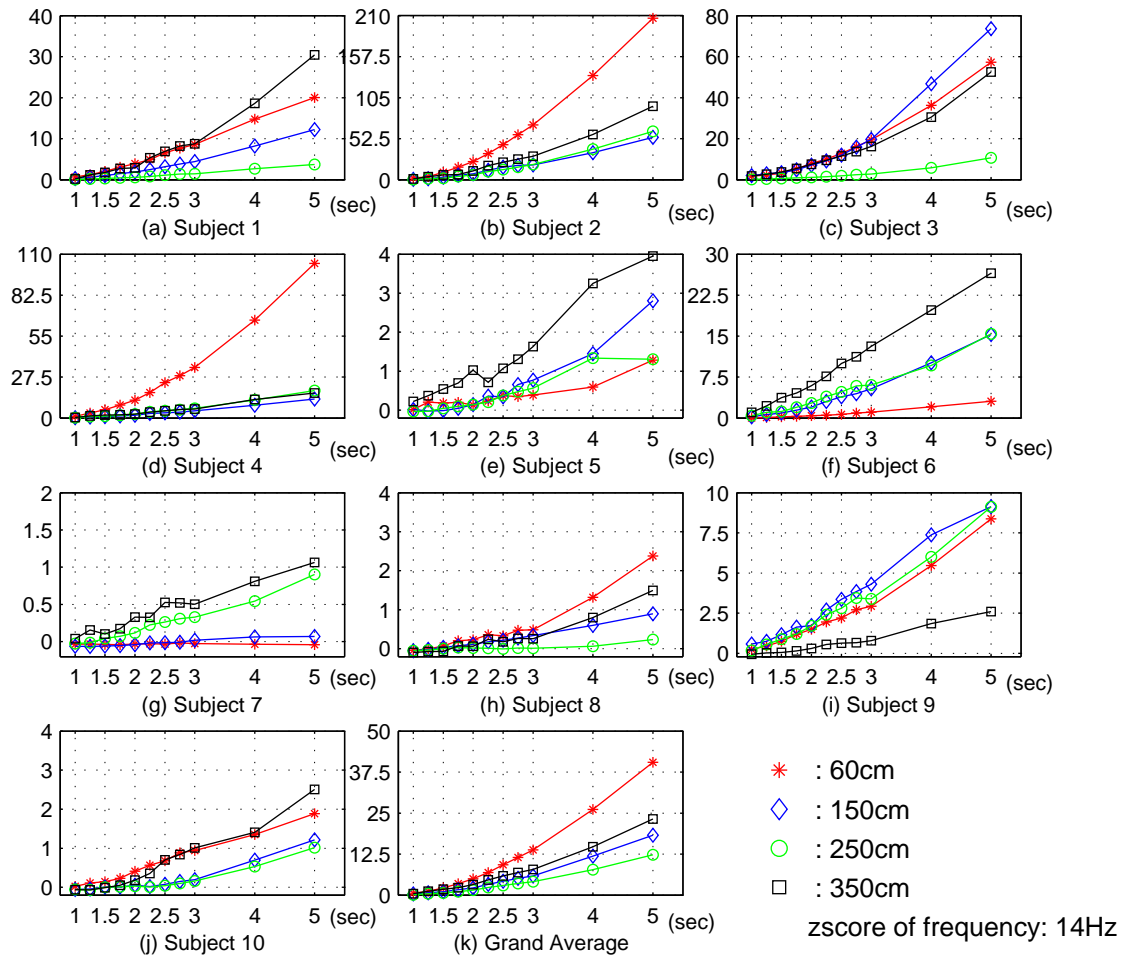 40
30
20
10
0
1 1.5 2 2.5 3 4 5 (sec)
(a) Subject 1
210
157.5
105
52.5
0
1 1.5 2 2.5 3 4 5 (sec)
(b) Subject 2
80
60
40
20
0
1 1.5 2 2.5 3 4 5 (sec)
(c) Subject 3
110
82.5
55
27.5
0
1 1.5 2 2.5 3 4 5 (sec)
(d) Subject 4
4
3
2
1
0
1 1.5 2 2.5 3 4 5 (sec)
(e) Subject 5
30
22.5
15
7.5
0
1 1.5 2 2.5 3 4 5 (sec)
(f) Subject 6
2
1
1
0.5
0
1 1.5 2 2.5 3 4 5 (sec)
(g) Subject 7
4
3
2
1
0
1 1.5 2 2.5 3 4 5 (sec)
(h) Subject 8
10
7.5
5
2.5
0
1 1.5 2 2.5 3 4 5 (sec)
(i) Subject 9
4
3
2
1
0
1 1.5 2 2.5 3 4 5 (sec)
(j) Subject 10
50
37.5
25
12.5
0
1 1.5 2 2.5 3 4 5 (sec)
(k) Grand Average
: 60cm
: 150cm
: 250cm
: 350cm
zscore of frequency: 14Hz